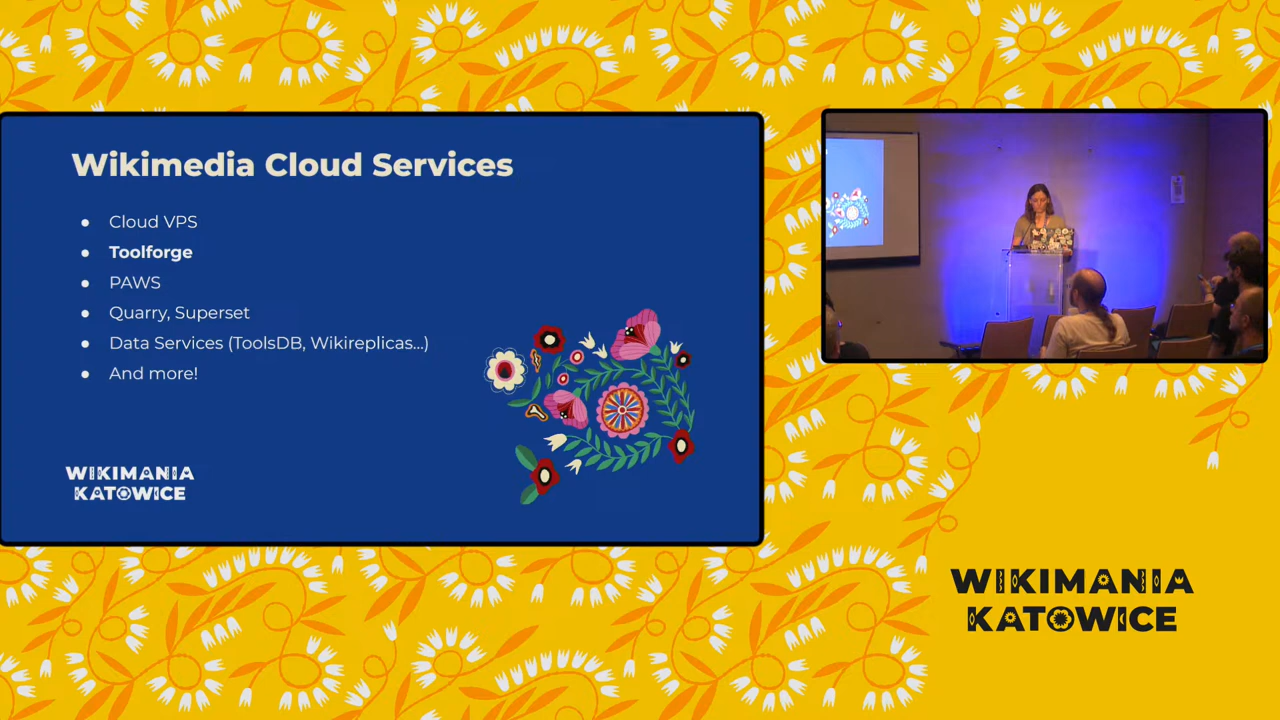 Wikimedia Cloud Services
● Cloud VPS
● Toolforge
● PAWS
● Quarry, Superset
● Data Services (ToolsDB, Wikireplicas...)
● And more!
WIKIMANIA
KATOWICE
WIKIMANIA
KATOWICE